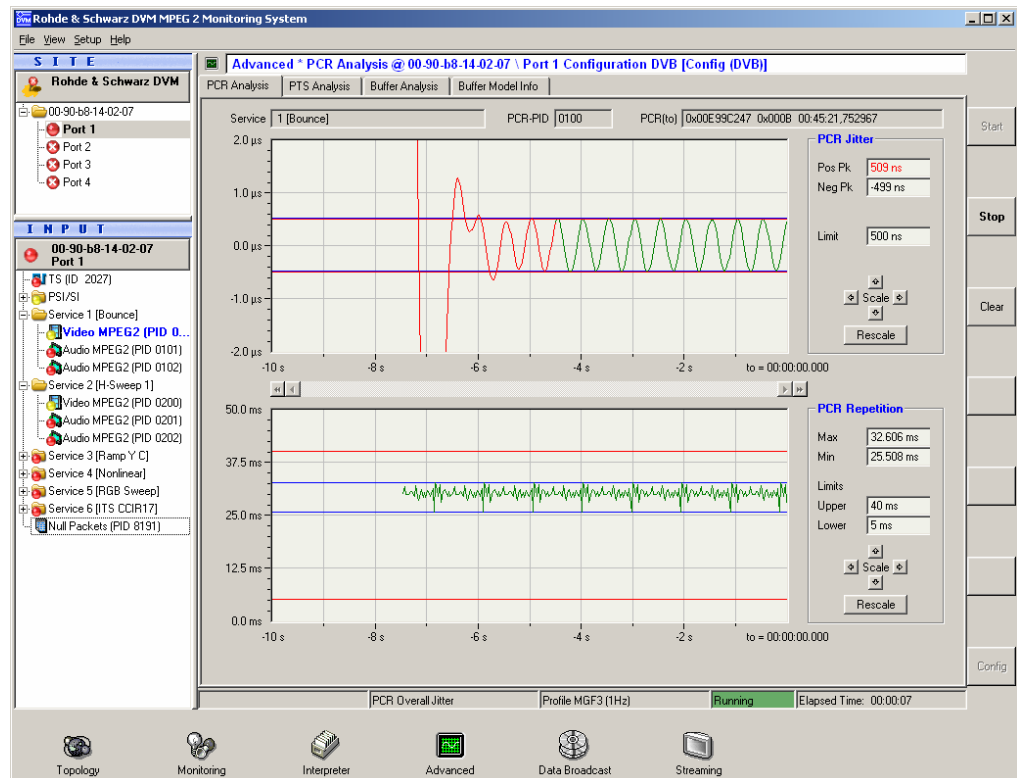 DVM Rohde & Schwarz DVM MPEG 2 Monitoring System
File View Setup Help
S I T E
Rohde & Schwarz DVM
00-90-b8-14-02-07
Port 1
Port 2
Port 3
Port 4
I N P U T
00-90-b8-14-02-07
Port 1
TS (ID 2027)
PSI/SI
Service 1 [Bounce]
Video MPEG2 (PID 0...
Audio MPEG2 (PID 0101)
Audio MPEG2 (PID 0102)
Service 2 [H-Sweep 1]
Video MPEG2 (PID 0200)
Audio MPEG2 (PID 0201)
Audio MPEG2 (PID 0202)
Service 3 [Ramp Y C]
Service 4 [Nonlinear]
Service 5 [RGB Sweep]
Service 6 [ITS CCIR17]
Null Packets (PID 8191)
Advanced * PCR Analysis @ 00-90-b8-14-02-07 \ Port 1 Configuration DVB [Config (DVB)]
PCR Analysis PTS Analysis Buffer Analysis Buffer Model Info
Service 1 [Bounce] PCR-PID 0100 PCR(to) 0x00E99C247 0x000B 00:45:21,752967
2.0 µs
1.0 µs
0.0 µs
-1.0 µs
-2.0 µs
-10 s -8 s -6 s -4 s -2 s to = 00:00:00.000
PCR Jitter
Pos Pk 509 ns
Neg Pk -499 ns
Limit 500 ns
Scale
Rescale
50.0 ms
37.5 ms
25.0 ms
12.5 ms
0.0 ms
-10 s -8 s -6 s -4 s -2 s to = 00:00:00.000
PCR Repetition
Max 32.606 ms
Min 25.508 ms
Limits
Upper 40 ms
Lower 5 ms
Scale
Rescale
Start
Stop
Clear
Config
PCR Overall Jitter Profile MGF3 (1Hz) Running Elapsed Time: 00:00:07
Topology Monitoring Interpreter Advanced Data Broadcast Streaming